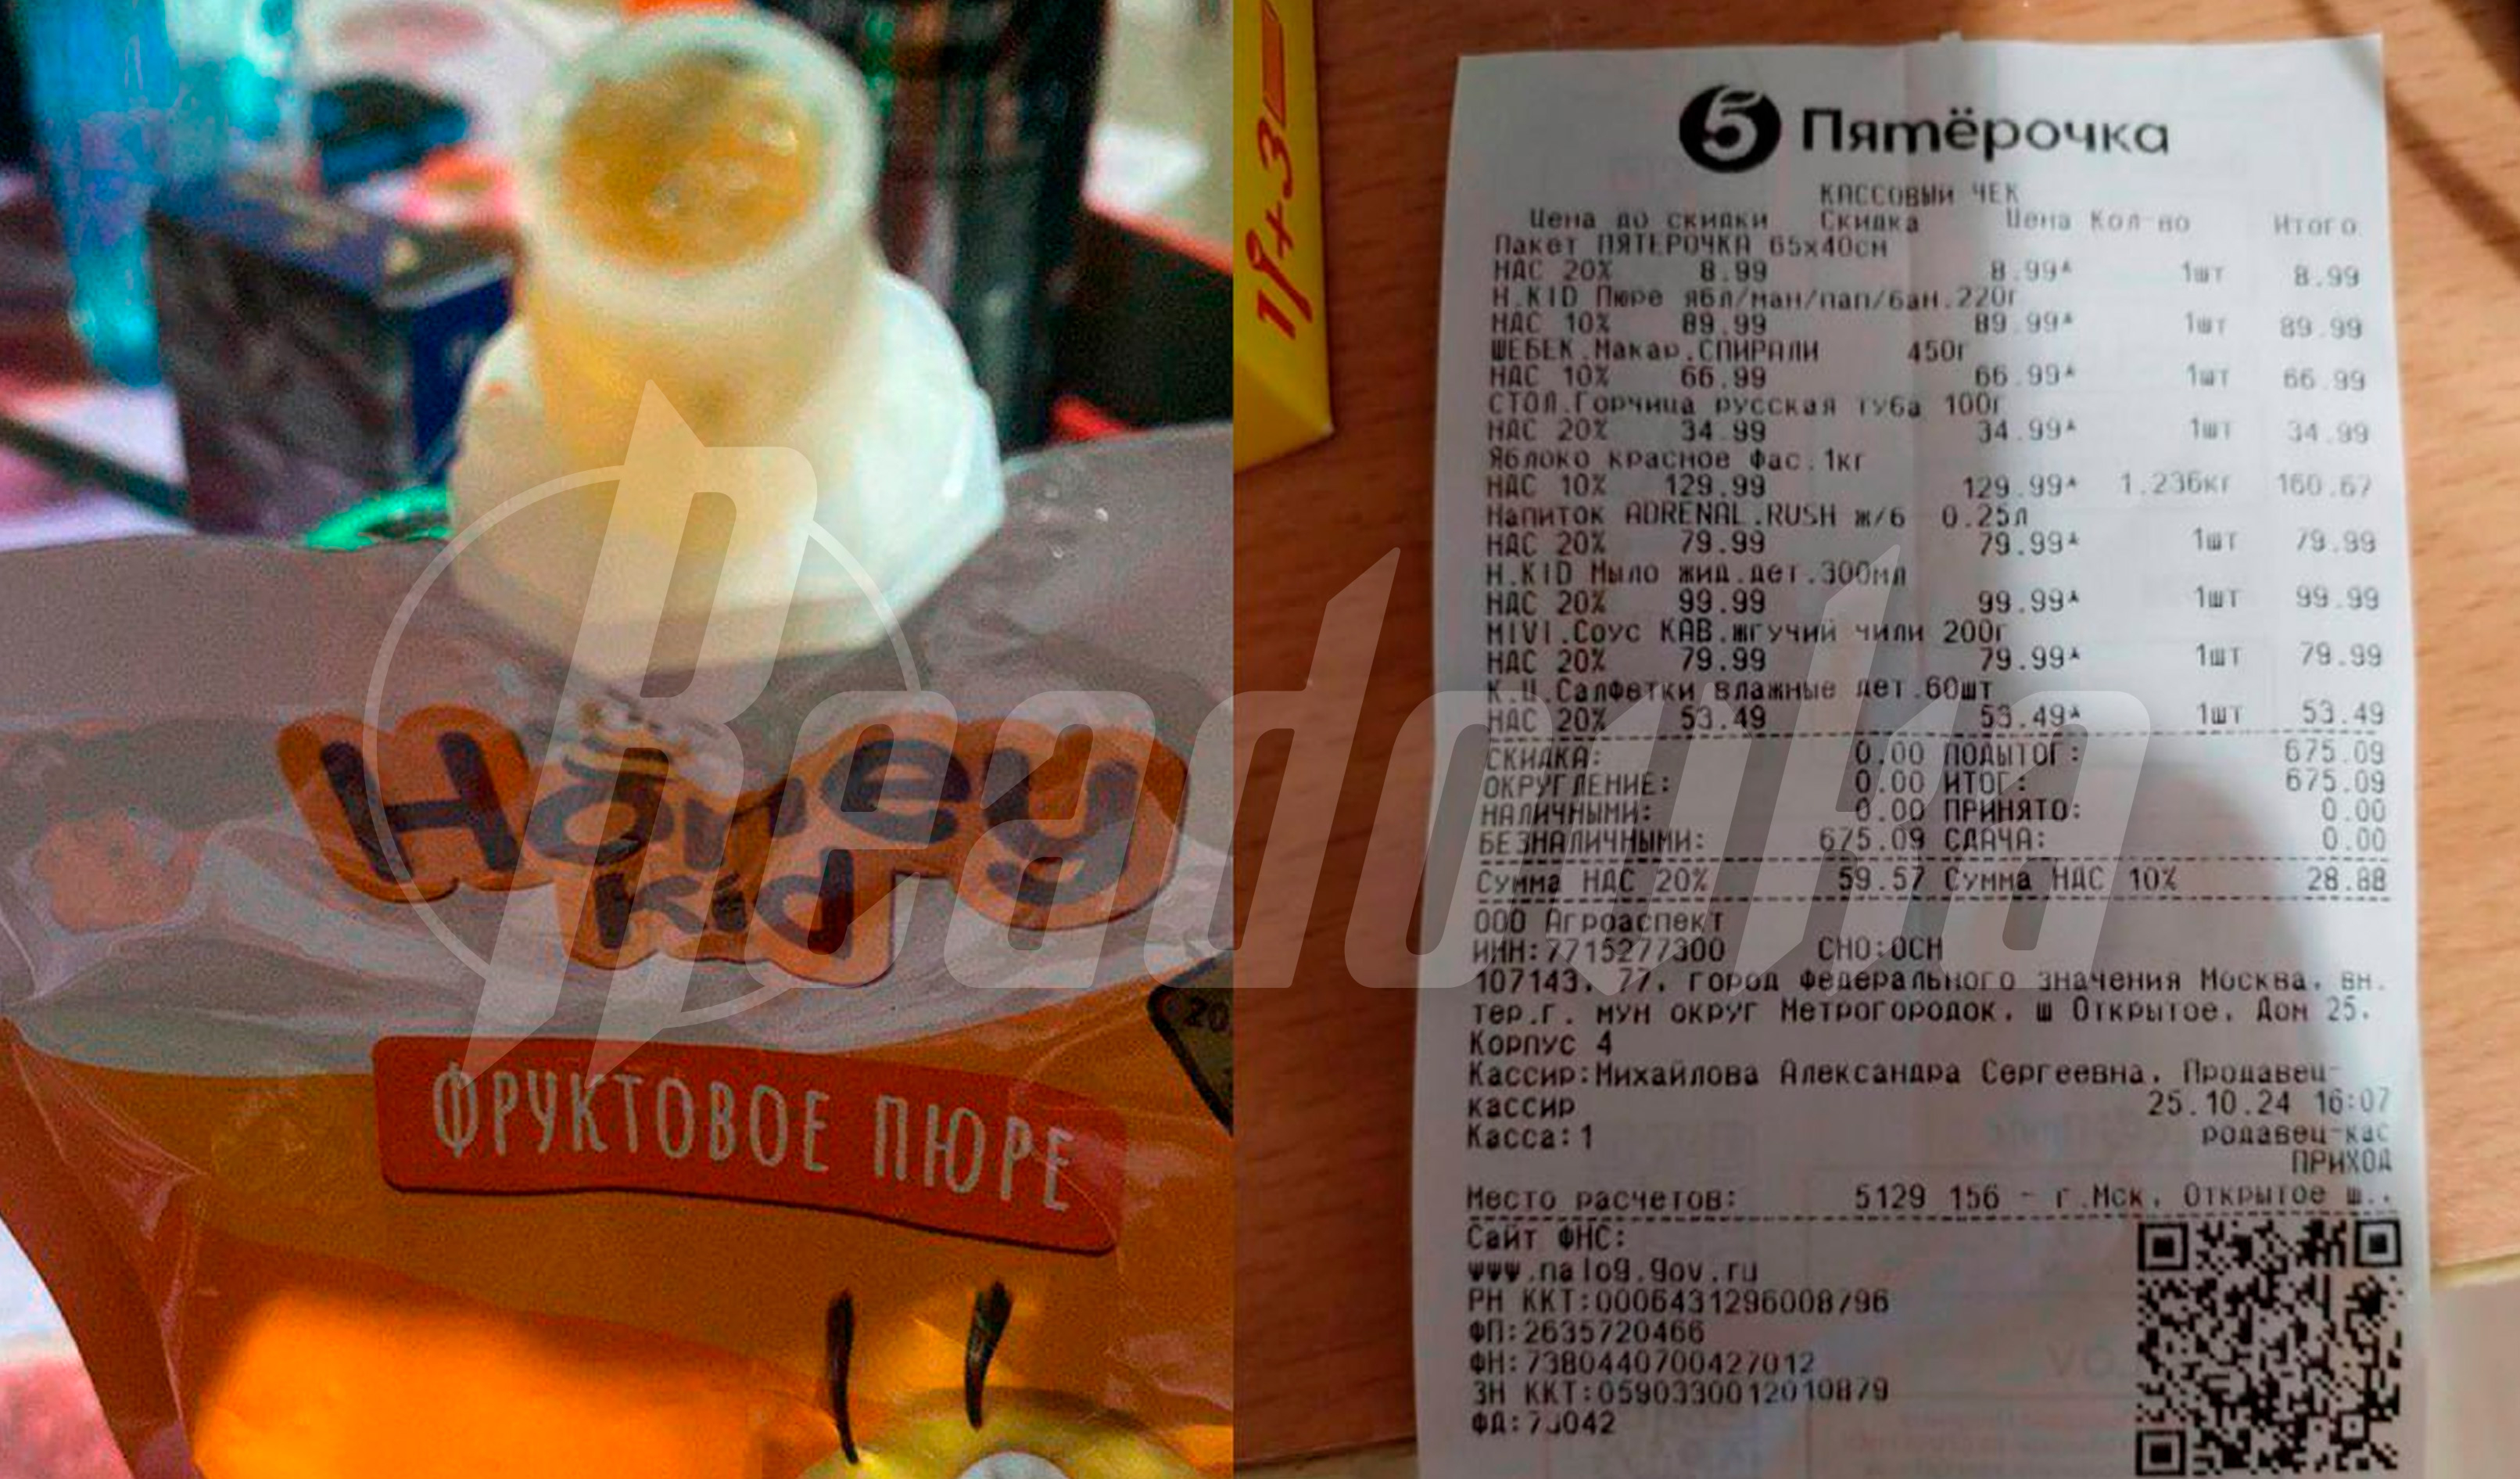 Honey
kid
ФРУКТОВОЕ ПЮРЕ
20
Readovka
1+3=
5 Пятёрочка
КАССОВЫЙ ЧЕК
Цена до скидки Скидка Цена Кол-во Итого
Пакет ПЯТЕРОЧКА 65х40см
НДС 20% 8.99 8.99* 1шт 8.99
H.KID Пюре ябл/ман/пап/бан.220г
НДС 10% 89.99 89.99* 1шт 89.99
ШЕБЕК.Макар.СПИРАЛИ 450г
НДС 10% 66.99 66.99* 1шт 66.99
СТОЛ.Горчица русская туба 100г
НДС 20% 34.99 34.99* 1шт 34.99
Яблоко красное фас.1кг
НДС 10% 129.99 129.99* 1.236кг 160.67
Напиток ADRENAL.RUSH ж/б 0.25л
НДС 20% 79.99 79.99* 1шт 79.99
H.KID Мыло жид.дет.300мл
НДС 20% 99.99 99.99* 1шт 99.99
MIVI.Соус КАВ.жгучий чили 200г
НДС 20% 79.99 79.99* 1шт 79.99
К.Ц.Салфетки влажные дет.60шт
НДС 20% 53.49 53.49* 1шт 53.49
СКИДКА: 0.00 ПОДЫТОГ: 675.09
ОКРУГЛЕНИЕ: 0.00 ИТОГ: 675.09
НАЛИЧНЫМИ: 0.00 ПРИНЯТО: 0.00
БЕЗНАЛИЧНЫМИ: 675.09 СДАЧА: 0.00
Сумма НДС 20% 59.57 Сумма НДС 10% 28.88
ООО Агроаспект
ИНН:7715277300 СНО:ОСН
107143, 77, город федерального значения Москва, вн.
тер.г. мун округ Метрогородок, ш Открытое, Дом 25,
Корпус 4
Кассир:Михайлова Александра Сергеевна, Продавец-
кассир 25.10.24 16:07
Касса:1 родавец-кас
ПРИХОД
Место расчетов: 5129 156 - г.Мск, Открытое ш.,
Сайт ФНС:
www.nalog.gov.ru
РН ККТ:0006431296008796
ФП:2635720466
ФН:7380440700427012
ЗН ККТ:0590330012010879
ФД: